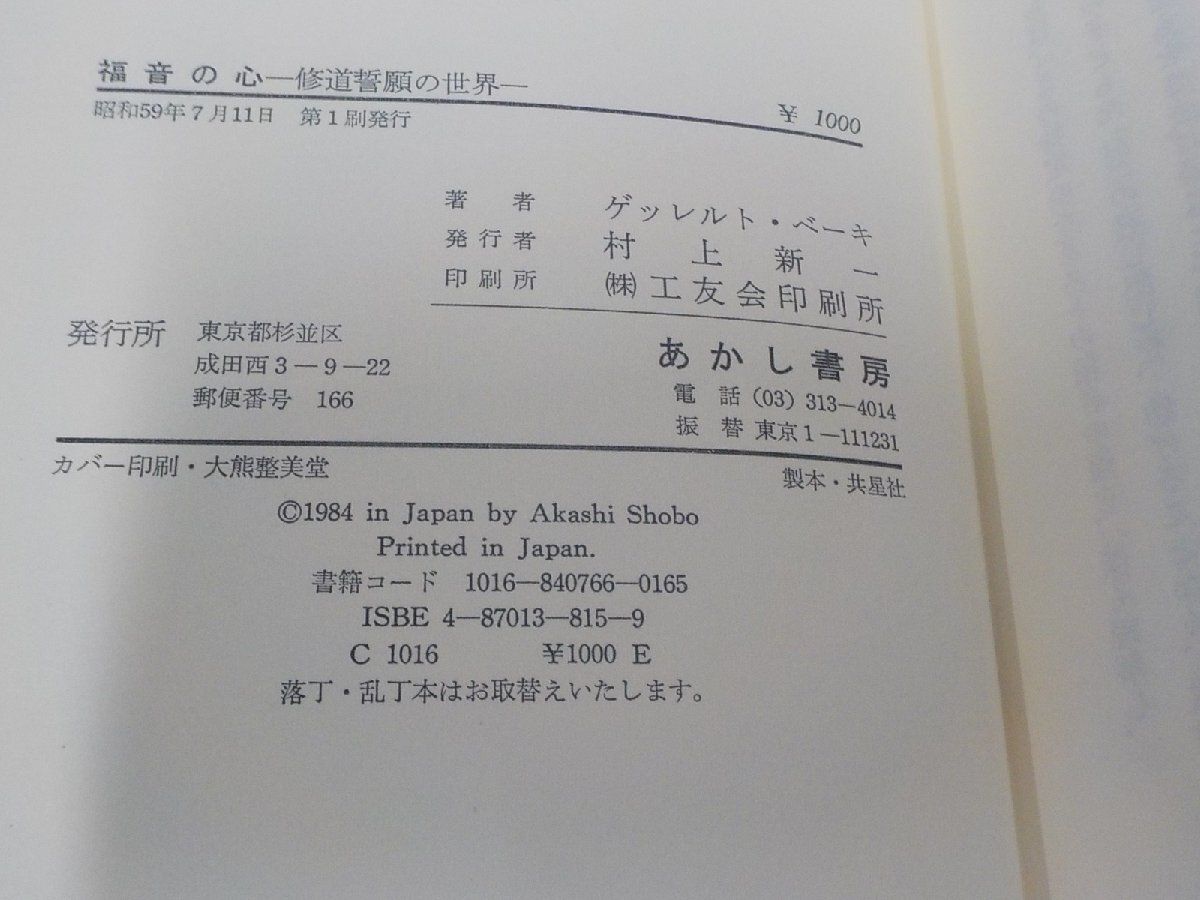 福音の心―修道誓願の世界―
昭和59年7月11日 第1刷発行 ¥ 1000
著者 ゲッレルト・ベーキ
発行者 村上新一
印刷所 ㈱工友会印刷所
発行所 東京都杉並区
成田西3―9―22
郵便番号 166
あかし書房
電話 (03) 313―4014
振替 東京1―111231
カバー印刷・大熊整美堂 製本・共星社
©1984 in Japan by Akashi Shobo
Printed in Japan.
書籍コード 1016―840766―0165
ISBE 4―87013―815―9
C 1016 ¥1000 E
落丁・乱丁本はお取替えいたします。